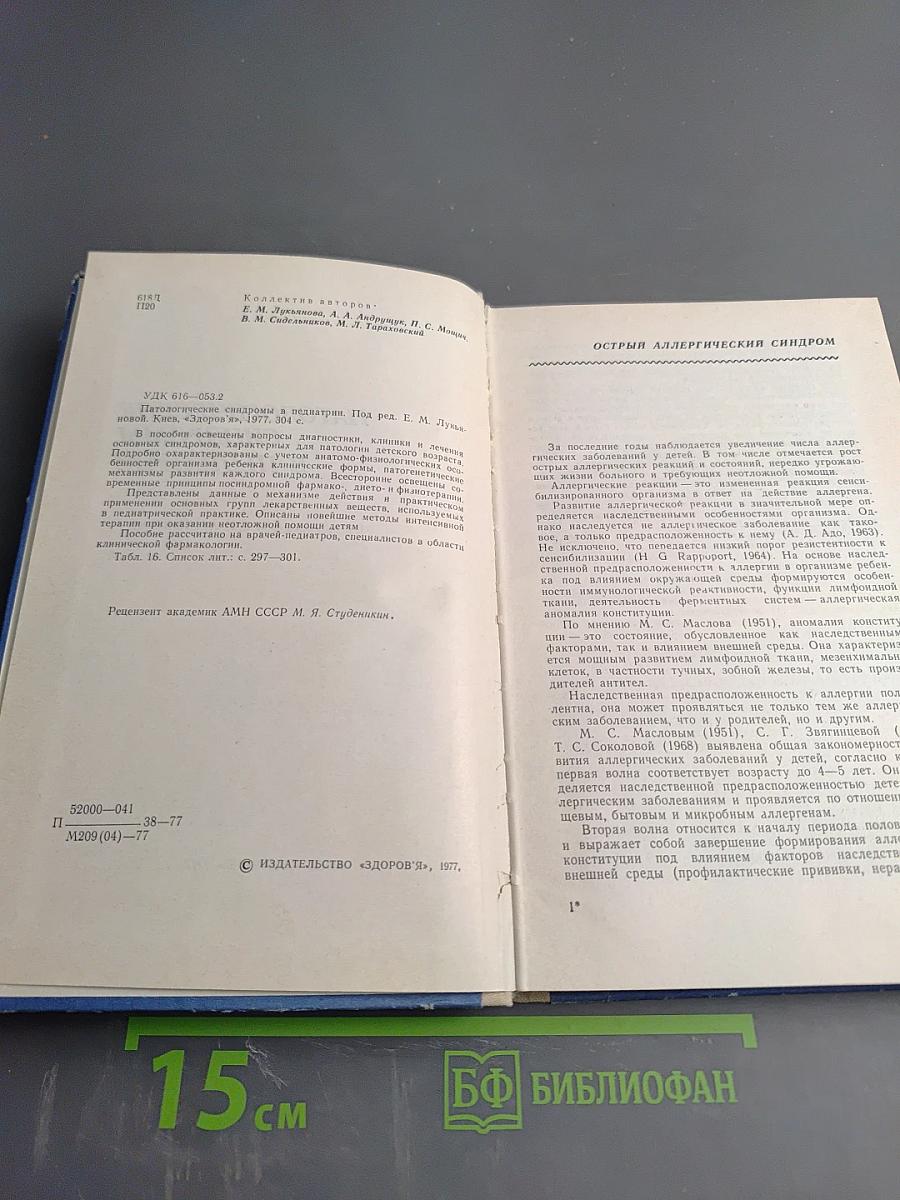 618Л
П20
Коллектив авторов:
Е. М. Лукьянова, А. А. Андрущук, П. С. Мощич,
В. М. Сидельников, М. Л. Тараховский
УДК 616—053.2
Патологические синдромы в педиатрии. Под ред. Е. М. Лукья-
новой. Киев, «Здоров'я», 1977. 304 с.
В пособии освещены вопросы диагностики, клиники и лечения
основных синдромов, характерных для патологии детского возраста.
Подробно охарактеризованы с учетом анатомо-физиологических осо-
бенностей организма ребенка клинические формы, патогенетические
механизмы развития каждого синдрома. Всесторонне освещены со-
временные принципы посиндромной фармако-, дието- и физиотерапии.
Представлены данные о механизме действия и практическом
применении основных групп лекарственных веществ, используемых
в педиатрической практике. Описаны новейшие методы интенсивной
терапии при оказании неотложной помощи детям
Пособие рассчитано на врачей-педиатров, специалистов в области
клинической фармакологии.
Табл. 16. Список лит.: с. 297—301.
Рецензент академик АМН СССР М. Я. Студеникин.
52000—041
П ———— 38—77
М209(04)—77
© ИЗДАТЕЛЬСТВО «ЗДОРОВ'Я», 1977.
ОСТРЫЙ АЛЛЕРГИЧЕСКИЙ СИНДРОМ
За последние годы наблюдается увеличение числа аллер-
гических заболеваний у детей. В том числе отмечается рост
острых аллергических реакций и состояний, нередко угрожаю-
щих жизни больного и требующих неотложной помощи.
Аллергические реакции — это измененная реакция сенси-
билизированного организма в ответ на действие аллергена.
Развитие аллергической реакции в значительной мере оп-
ределяется наследственными особенностями организма. Од-
нако наследуется не аллергическое заболевание как тако-
вое, а только предрасположенность к нему (А. Д. Адо, 1963).
Не исключено, что передается низкий порог резистентности к
сенсибилизации (H G Rappoport, 1964). На основе наслед-
ственной предрасположенности к аллергии в организме ребен-
ка под влиянием окружающей среды формируются особен-
ности иммунологической реактивности, функции лимфоидной
ткани, деятельность ферментных систем — аллергическая
аномалия конституции.
По мнению М. С. Маслова (1951), аномалия конститу
ции — это состояние, обусловленное как наследственным
факторами, так и влиянием внешней среды. Она характериз
ется мощным развитием лимфоидной ткани, мезенхимальн
клеток, в частности тучных, зобной железы, то есть произ
дителей антител.
Наследственная предрасположенность к аллергии пол
лентна, она может проявляться не только тем же аллер
ским заболеванием, что и у родителей, но и другим.
М. С. Масловым (1951), С. Г. Звягинцевой (
Т. С. Соколовой (1968) выявлена общая закономерност
вития аллергических заболеваний у детей, согласно к
первая волна соответствует возрасту до 4—5 лет. Он
деляется наследственной предрасположенностью дете
лергическим заболеваниям и проявляется по отношени
щевым, бытовым и микробным аллергенам.
Вторая волна относится к началу периода полов
и выражает собой завершение формирования алле
конституции под влиянием факторов наследств
внешней среды (профилактические прививки, нера
1*
15 см
БФ БИБЛИОФАН